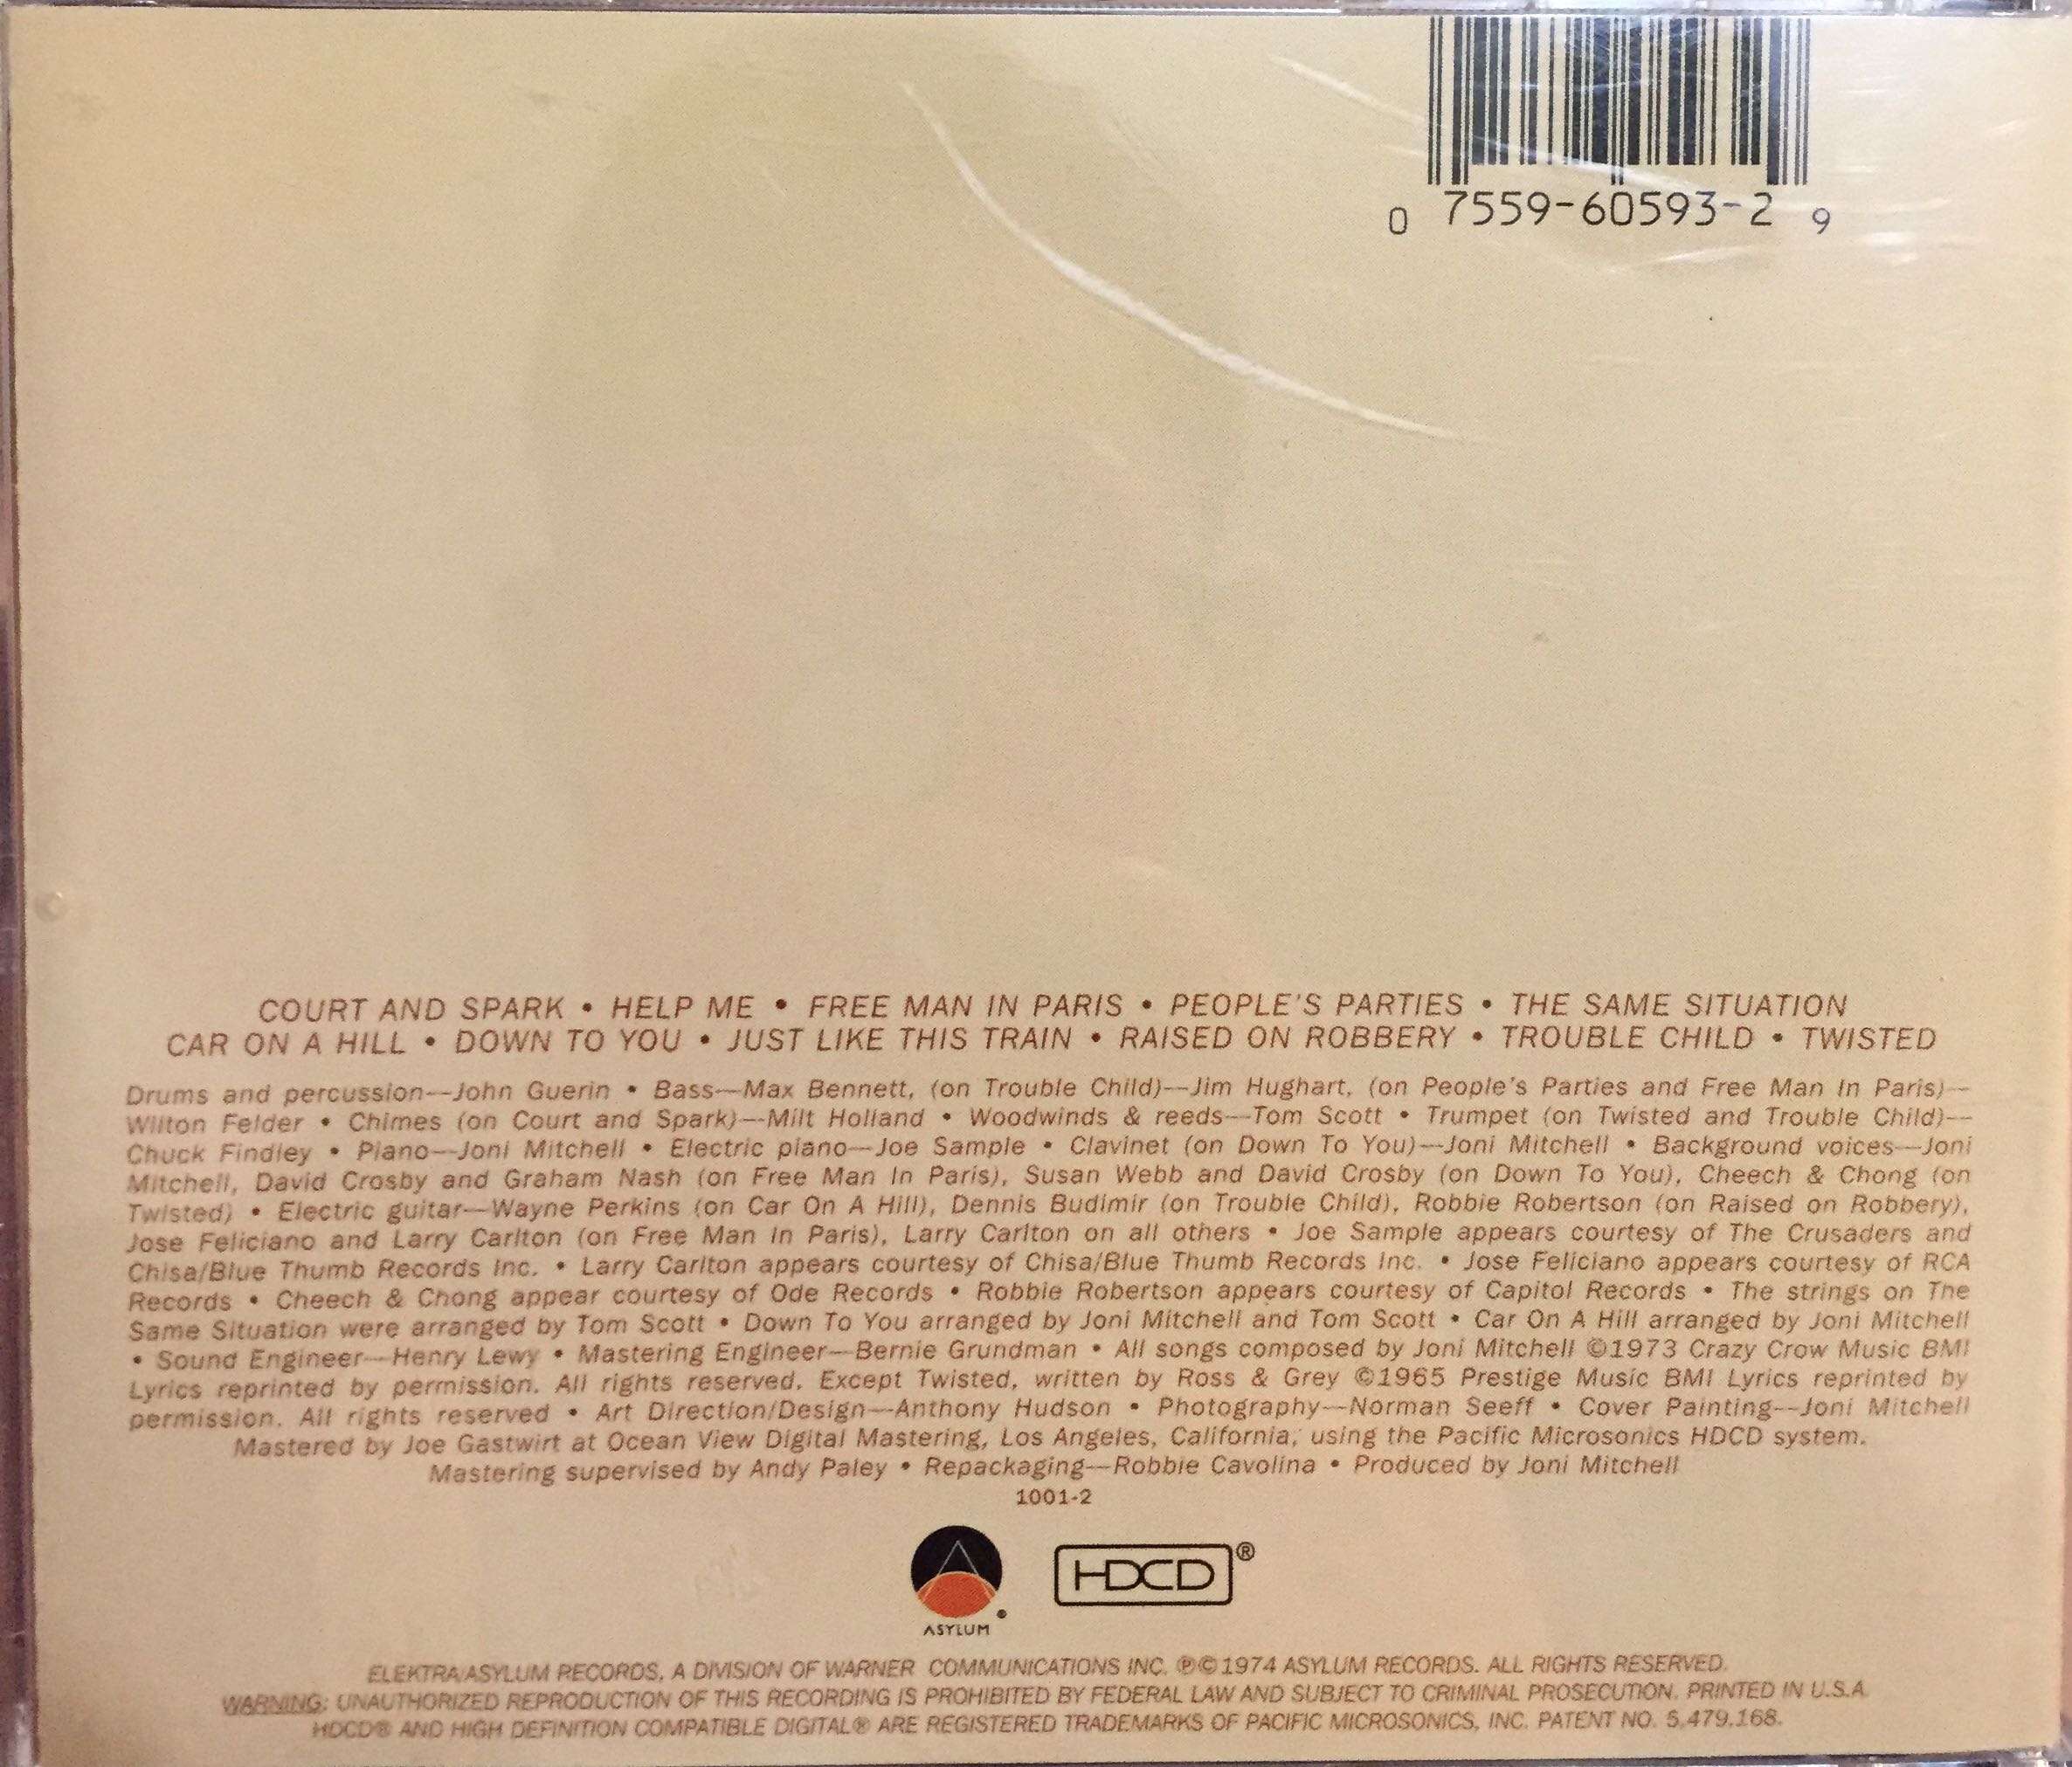 0 7559-60593-2 9
COURT AND SPARK • HELP ME • FREE MAN IN PARIS • PEOPLE'S PARTIES • THE SAME SITUATION
CAR ON A HILL • DOWN TO YOU • JUST LIKE THIS TRAIN • RAISED ON ROBBERY • TROUBLE CHILD • TWISTED
Drums and percussion--John Guerin • Bass—Max Bennett, (on Trouble Child)—Jim Hughart, (on People's Parties and Free Man In Paris)—
Wilton Felder • Chimes (on Court and Spark)—Milt Holland • Woodwinds & reeds—Tom Scott • Trumpet (on Twisted and Trouble Child)—
Chuck Findley • Piano—Joni Mitchell • Electric piano—Joe Sample • Clavinet (on Down To You)—Joni Mitchell • Background voices—Joni
Mitchell, David Crosby and Graham Nash (on Free Man In Paris), Susan Webb and David Crosby (on Down To You), Cheech & Chong (on
Twisted) • Electric guitar—Wayne Perkins (on Car On A Hill), Dennis Budimir (on Trouble Child), Robbie Robertson (on Raised on Robbery),
Jose Feliciano and Larry Carlton (on Free Man In Paris), Larry Carlton on all others • Joe Sample appears courtesy of The Crusaders and
Chisa/Blue Thumb Records Inc. • Larry Carlton appears courtesy of Chisa/Blue Thumb Records Inc. • Jose Feliciano appears courtesy of RCA
Records • Cheech & Chong appear courtesy of Ode Records • Robbie Robertson appears courtesy of Capitol Records • The strings on The
Same Situation were arranged by Tom Scott • Down To You arranged by Joni Mitchell and Tom Scott • Car On A Hill arranged by Joni Mitchell
• Sound Engineer—Henry Lewy • Mastering Engineer—Bernie Grundman • All songs composed by Joni Mitchell ©1973 Crazy Crow Music BMI
Lyrics reprinted by permission. All rights reserved. Except Twisted, written by Ross & Grey ©1965 Prestige Music BMI Lyrics reprinted by
permission. All rights reserved • Art Direction/Design—Anthony Hudson • Photography—Norman Seeff • Cover Painting--Joni Mitchell
Mastered by Joe Gastwirt at Ocean View Digital Mastering, Los Angeles, California, using the Pacific Microsonics HDCD system.
Mastering supervised by Andy Paley • Repackaging—Robbie Cavolina • Produced by Joni Mitchell
1001-2
HDCD®
ASYLUM
ELEKTRA/ASYLUM RECORDS, A DIVISION OF WARNER COMMUNICATIONS INC. ℗©1974 ASYLUM RECORDS. ALL RIGHTS RESERVED.
WARNING: UNAUTHORIZED REPRODUCTION OF THIS RECORDING IS PROHIBITED BY FEDERAL LAW AND SUBJECT TO CRIMINAL PROSECUTION. PRINTED IN U.S.A.
HDCD® AND HIGH DEFINITION COMPATIBLE DIGITAL® ARE REGISTERED TRADEMARKS OF PACIFIC MICROSONICS, INC. PATENT NO. 5,479,168.